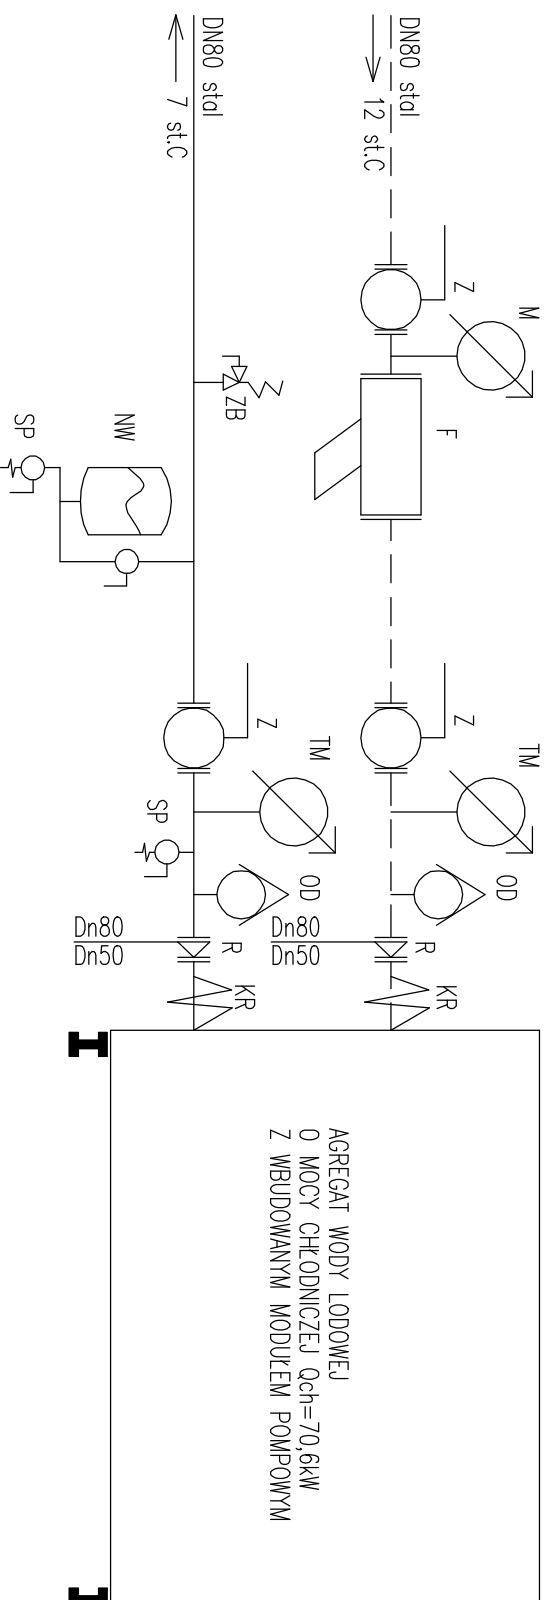 DN80 stal
12 st.C
Z
M
F
Z
TM
OD
R
KR
Dn80
Dn50
DN80 stal
7 st.C
ZB
NW
SP
Z
TM
SP
OD
R
KR
Dn80
Dn50
AGREGAT WODY LODOWEJ
O MOCY CHŁODNICZEJ Qch=70,6kW
Z WBUDOWANYM MODUŁEM POMPOWYM